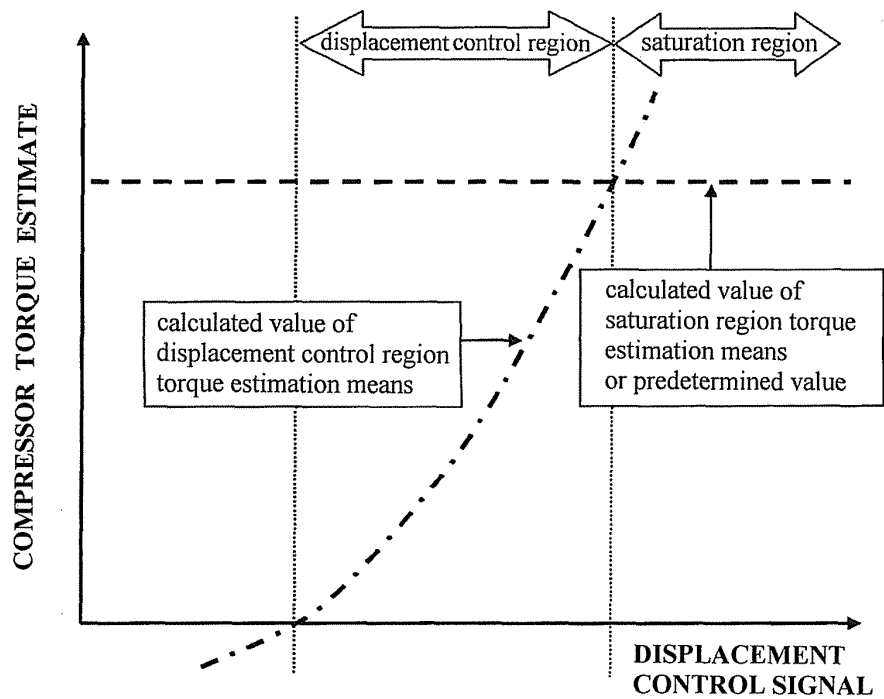 displacement control region
saturation region
COMPRESSOR TORQUE ESTIMATE
calculated value of
displacement control region
torque estimation means
calculated value of
saturation region torque
estimation means
or predetermined value
DISPLACEMENT
CONTROL SIGNAL